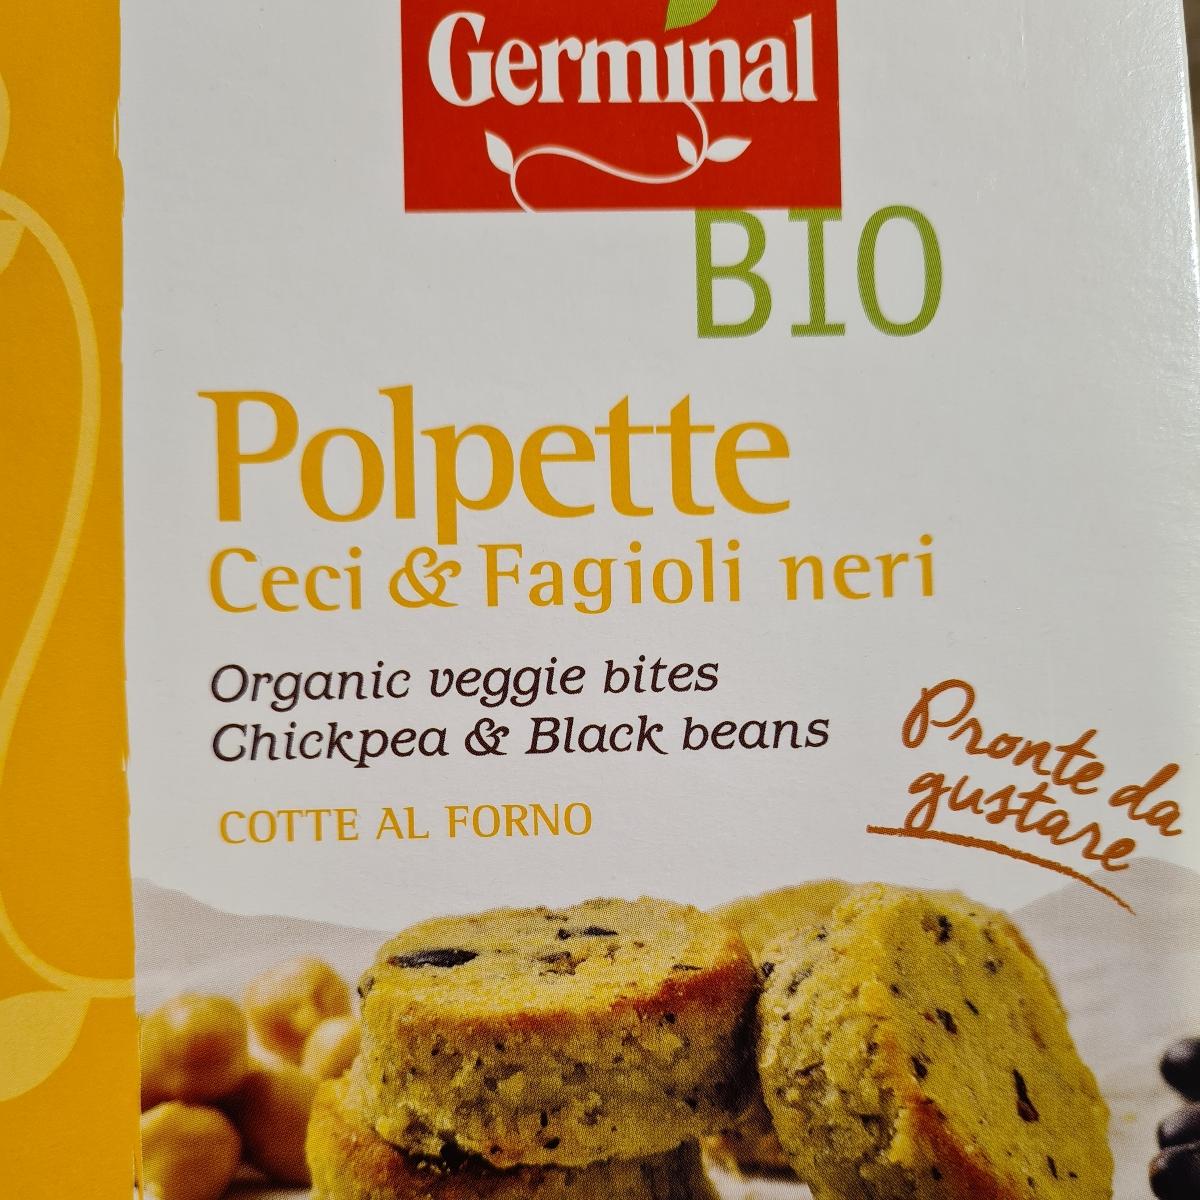 Germinal
BIO
Polpette
Ceci & Fagioli neri
Organic veggie bites
Chickpea & Black beans
COTTE AL FORNO
Pronte da
gustare